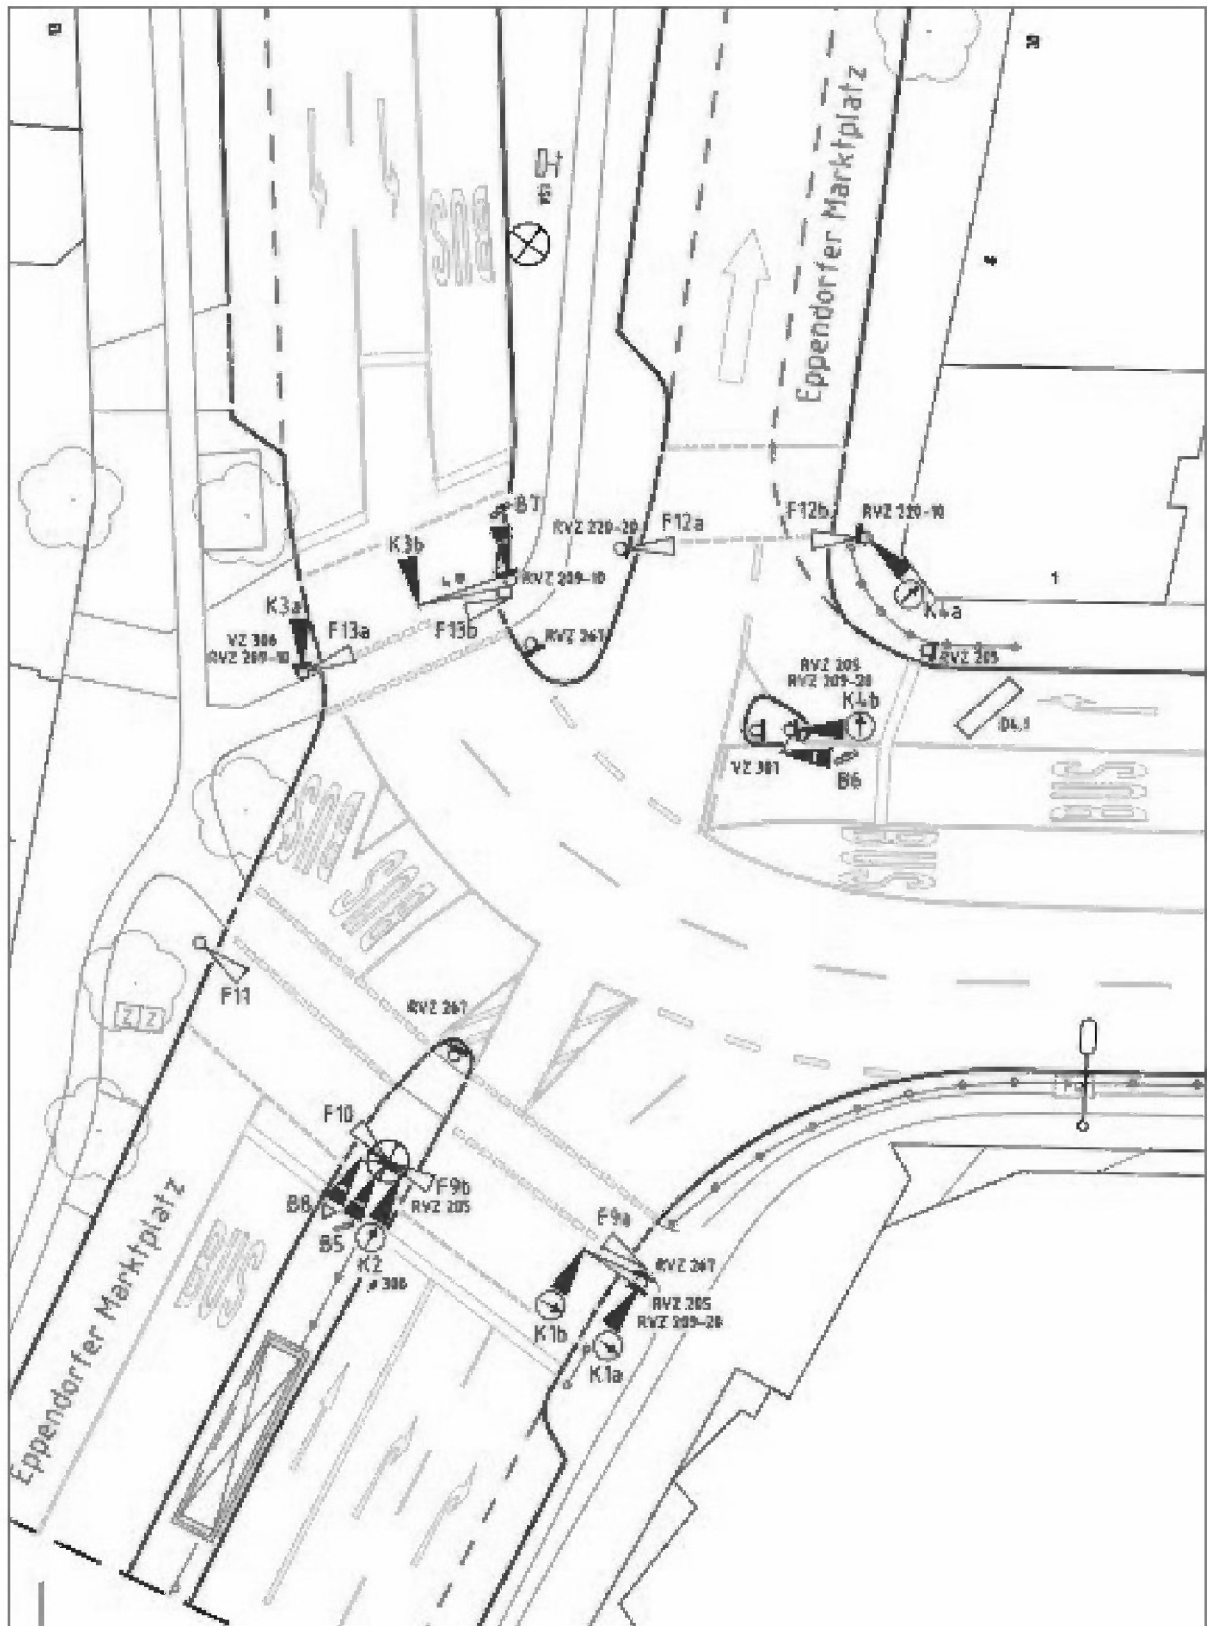 Eppendorfer Marktplatz
BUS
B7
RVZ 220-20
F12a
F12b
RVZ 220-10
K3b
RVZ 209-10
K4a
1
K3a
F13a
F13b
RVZ 267
VZ 306
RVZ 209-10
RVZ 205
RVZ 205
RVZ 209-20
K4b
VZ 301
B6
BUS
BUS
BUS
BUS
F11
RVZ 267
Z Z
F10
F9b
RVZ 205
B8
B5
K2
306
F9a
RVZ 267
RVZ 205
RVZ 209-20
K1b
K1a
BUS
Eppendorfer Marktplatz